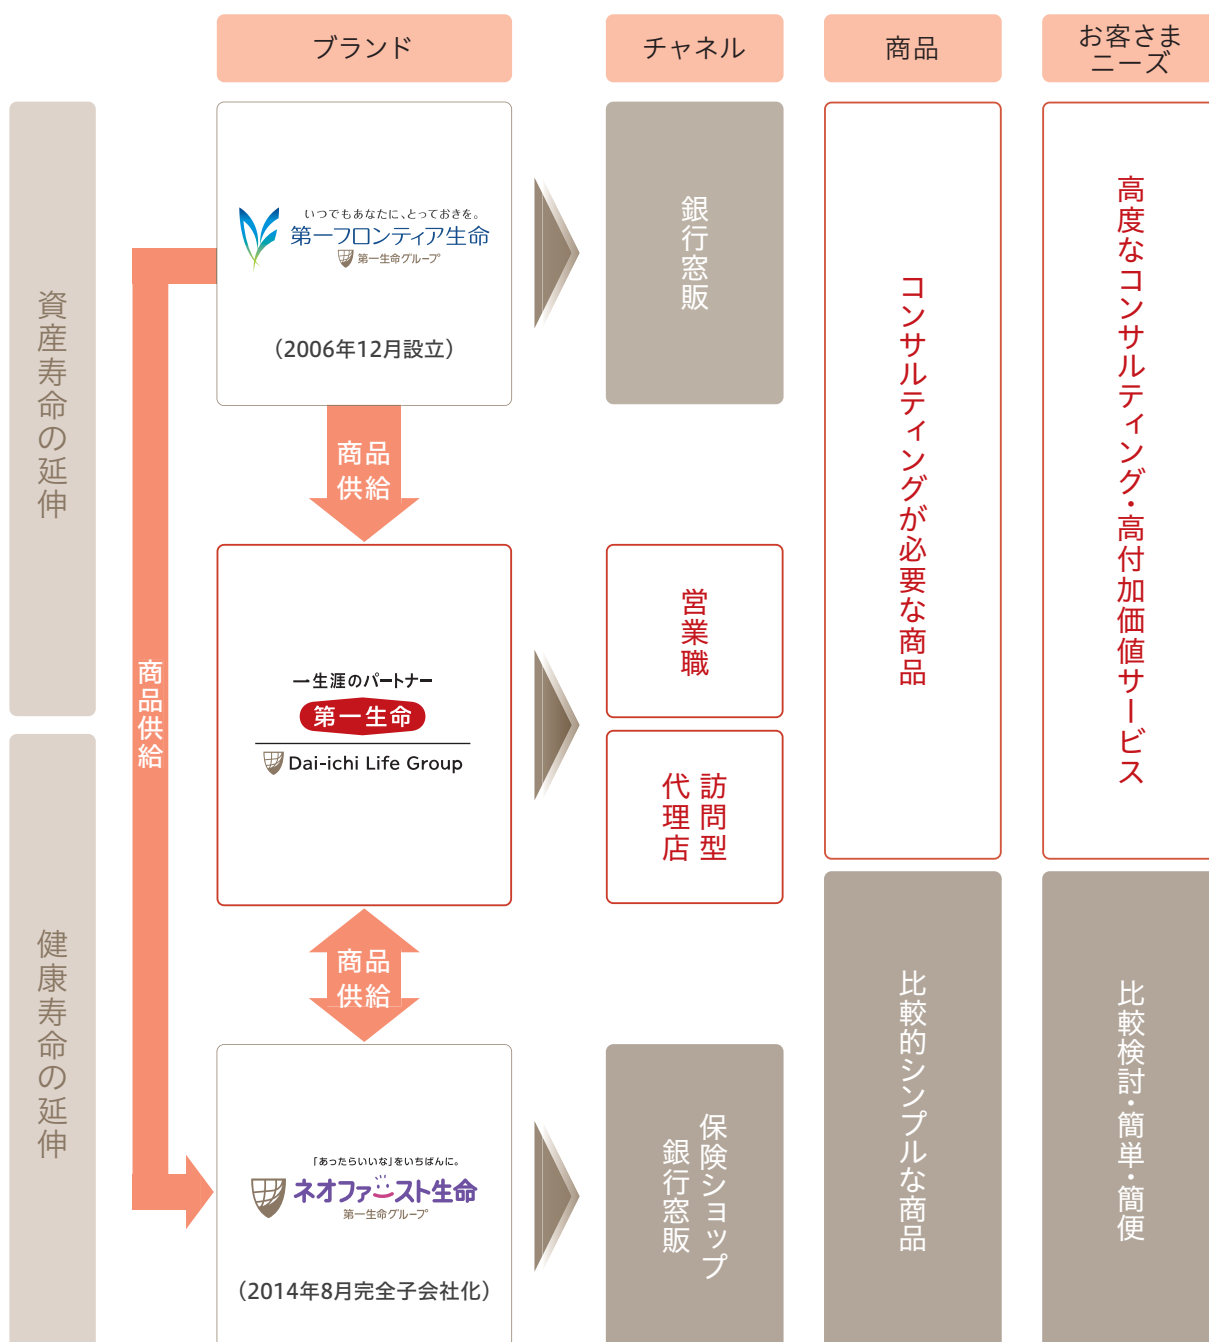 ブランド
チャネル
商品
お客さま
ニーズ
資産寿命の延伸
健康寿命の延伸
いつでもあなたに、とっておきを。
第一フロンティア生命
第一生命グループ
（2006年12月設立）
銀行窓販
商品
供給
商品供給
一生涯のパートナー
第一生命
Dai-ichi Life Group
営業職
訪問型
代理店
コンサルティングが必要な商品
高度なコンサルティング・高付加価値サービス
商品
供給
「あったらいいな」をいちばんに。
ネオファースト生命
第一生命グループ
（2014年8月完全子会社化）
保険ショップ
銀行窓販
比較的シンプルな商品
比較検討・簡単・簡便